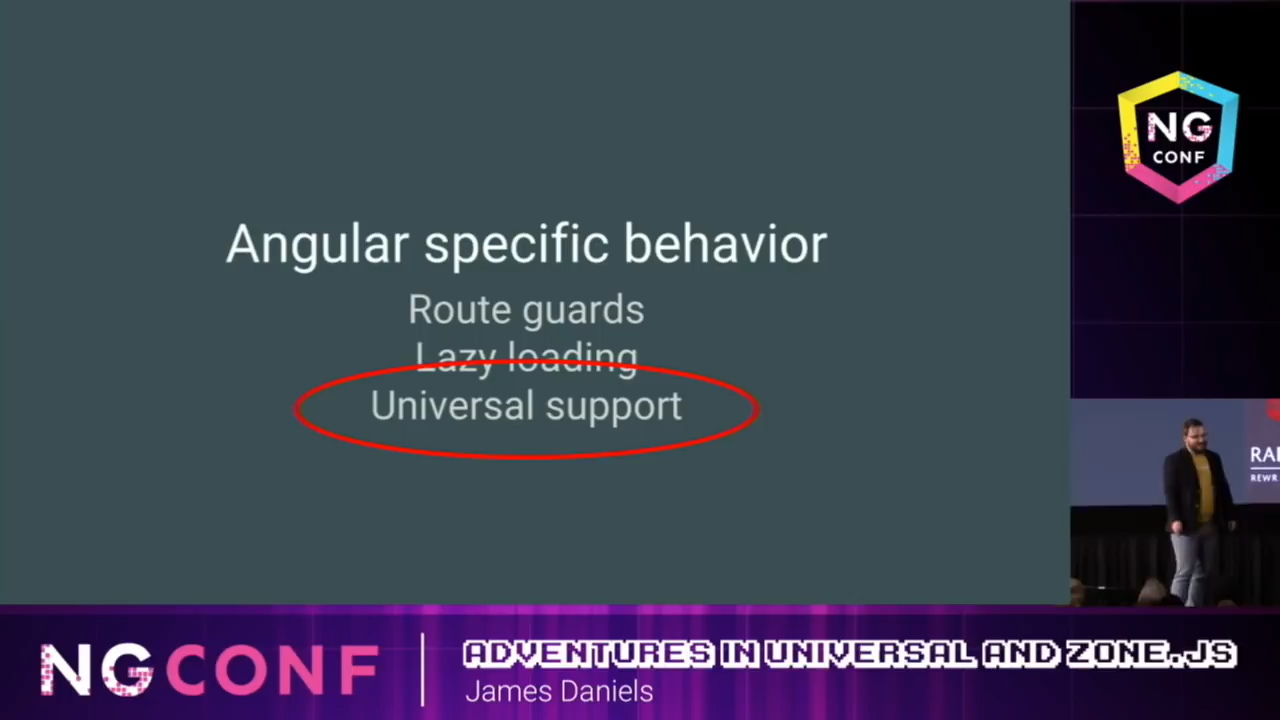 Angular specific behavior
Route guards
Lazy loading
Universal support
NG
CONF
REWR
NGCONF
ADVENTURES IN UNIVERSAL AND ZONE.JS
James Daniels